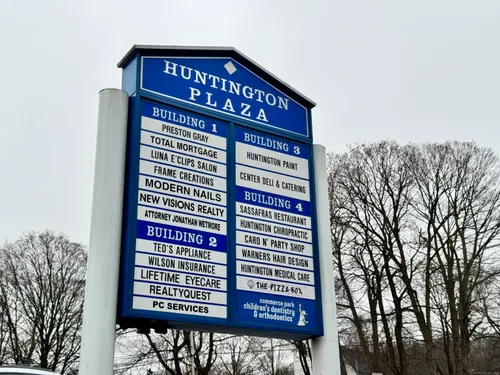 HUNTINGTON
PLAZA
BUILDING 1
PRESTON GRAY
TOTAL MORTGAGE
LUNA E'CLIPS SALON
FRAME CREATIONS
MODERN NAILS
NEW VISIONS REALTY
ATTORNEY JONATHAN WETMORE
BUILDING 2
TED'S APPLIANCE
WILSON INSURANCE
LIFETIME EYECARE
REALTYQUEST
PC SERVICES
BUILDING 3
HUNTINGTON PAINT
CENTER DELI & CATERING
BUILDING 4
SASSAFRAS RESTAURANT
HUNTINGTON CHIROPRACTIC
CARD N' PARTY SHOP
WARNERS HAIR DESIGN
HUNTINGTON MEDICAL CARE
THE PIZZA BOX
commerce park
children's dentistry
& orthodontics